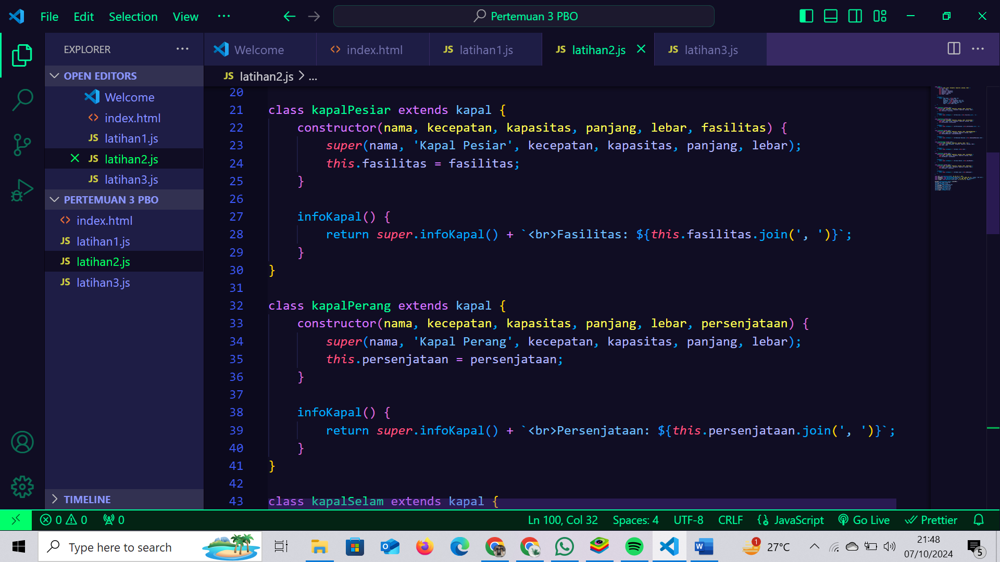 File Edit Selection View ···
Pertemuan 3 PBO
EXPLORER
Welcome
index.html
JS latihan1.js
JS latihan2.js
JS latihan3.js
OPEN EDITORS
Welcome
index.html
JS latihan1.js
JS latihan2.js
JS latihan3.js
PERTEMUAN 3 PBO
index.html
JS latihan1.js
JS latihan2.js
JS latihan3.js
TIMELINE
JS latihan2.js > ...
20
21 class kapalPesiar extends kapal {
22 constructor(nama, kecepatan, kapasitas, panjang, lebar, fasilitas) {
23 super(nama, 'Kapal Pesiar', kecepatan, kapasitas, panjang, lebar);
24 this.fasilitas = fasilitas;
25 }
26
27 infoKapal() {
28 return super.infoKapal() + `<br>Fasilitas: ${this.fasilitas.join(', ')}`;
29 }
30 }
31
32 class kapalPerang extends kapal {
33 constructor(nama, kecepatan, kapasitas, panjang, lebar, persenjataan) {
34 super(nama, 'Kapal Perang', kecepatan, kapasitas, panjang, lebar);
35 this.persenjataan = persenjataan;
36 }
37
38 infoKapal() {
39 return super.infoKapal() + `<br>Persenjataan: ${this.persenjataan.join(', ')}`;
40 }
41 }
42
43 class kapalSelam extends kapal {
0 0 0
Ln 100, Col 32 Spaces: 4 UTF-8 CRLF JavaScript Go Live Prettier
Type here to search
1
27°C
21:48
07/10/2024
5